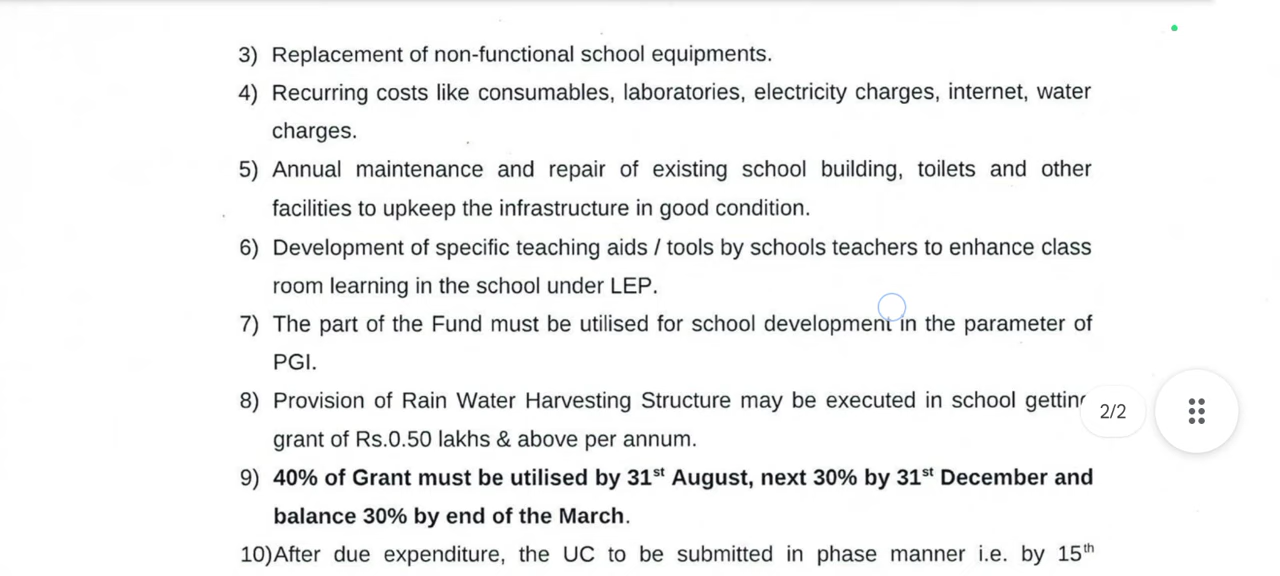 3) Replacement of non-functional school equipments.
4) Recurring costs like consumables, laboratories, electricity charges, internet, water
charges.
5) Annual maintenance and repair of existing school building, toilets and other
facilities to upkeep the infrastructure in good condition.
6) Development of specific teaching aids / tools by schools teachers to enhance class
room learning in the school under LEP.
7) The part of the Fund must be utilised for school development in the parameter of
PGI.
8) Provision of Rain Water Harvesting Structure may be executed in school getting
2/2
grant of Rs.0.50 lakhs & above per annum.
9) 40% of Grant must be utilised by 31st August, next 30% by 31st December and
balance 30% by end of the March.
10)After due expenditure, the UC to be submitted in phase manner i.e. by 15th